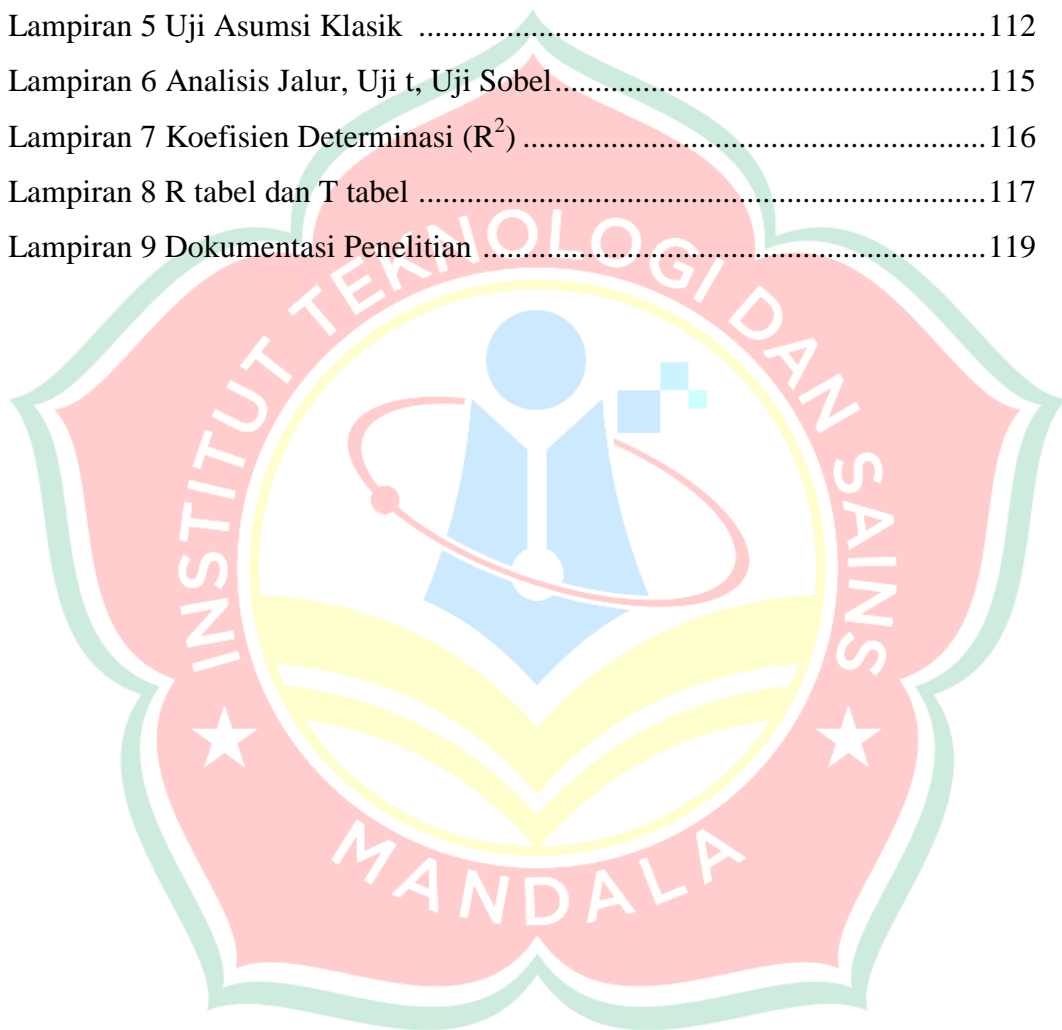 Lampiran 5 Uji Asumsi Klasik ........................................................................................112
Lampiran 6 Analisis Jalur, Uji t, Uji Sobel...................................................................115
Lampiran 7 Koefisien Determinasi (R²) .......................................................................116
Lampiran 8 R tabel dan T tabel .......................................................................................117
Lampiran 9 Dokumentasi Penelitian .............................................................................119
INSTITUT TEKNOLOGI DAN SAINS
MANDALA